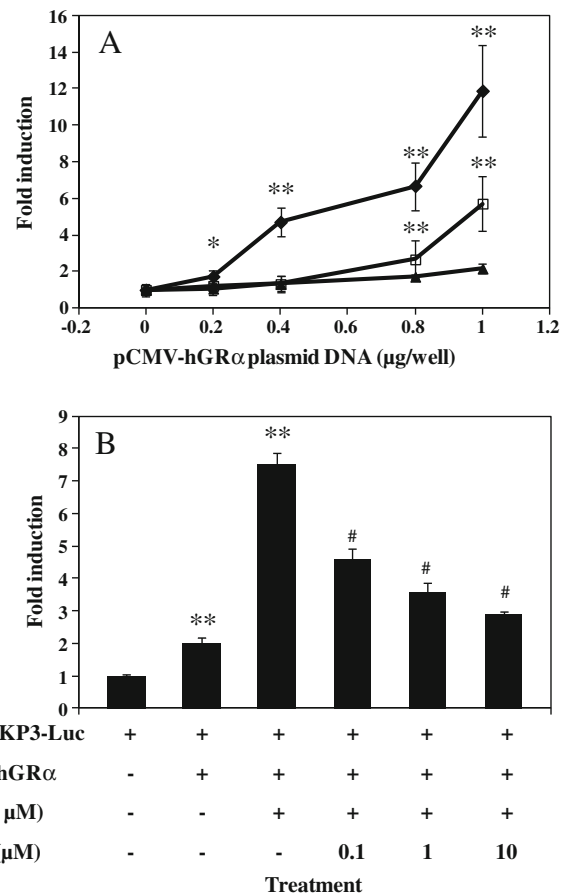 A
16
14
12
10
8
6
4
2
0
Fold induction
**
**
**
**
**
*
-0.2 0 0.2 0.4 0.6 0.8 1 1.2
pCMV-hGRα plasmid DNA (µg/well)
B
9
8
7
6
5
4
3
2
1
0
Fold induction
**
**
#
#
#
KP3-Luc + + + + + +
hGRα - + + + + +
µM) - - + + + +
(µM) - - - 0.1 1 10
Treatment